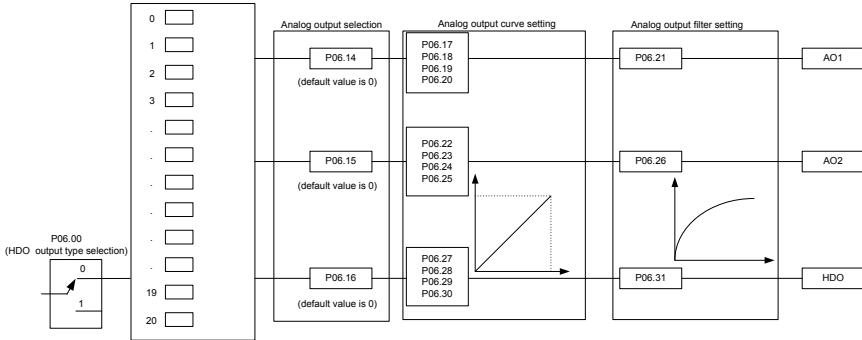 0
1
2
3
.
.
.
.
.
.
19
20
P06.00
(HDO output type selection)
0
1
Analog output selection
P06.14
(default value is 0)
P06.15
(default value is 0)
P06.16
(default value is 0)
Analog output curve setting
P06.17
P06.18
P06.19
P06.20
P06.22
P06.23
P06.24
P06.25
P06.27
P06.28
P06.29
P06.30
Analog output filter setting
P06.21
P06.26
P06.31
AO1
AO2
HDO